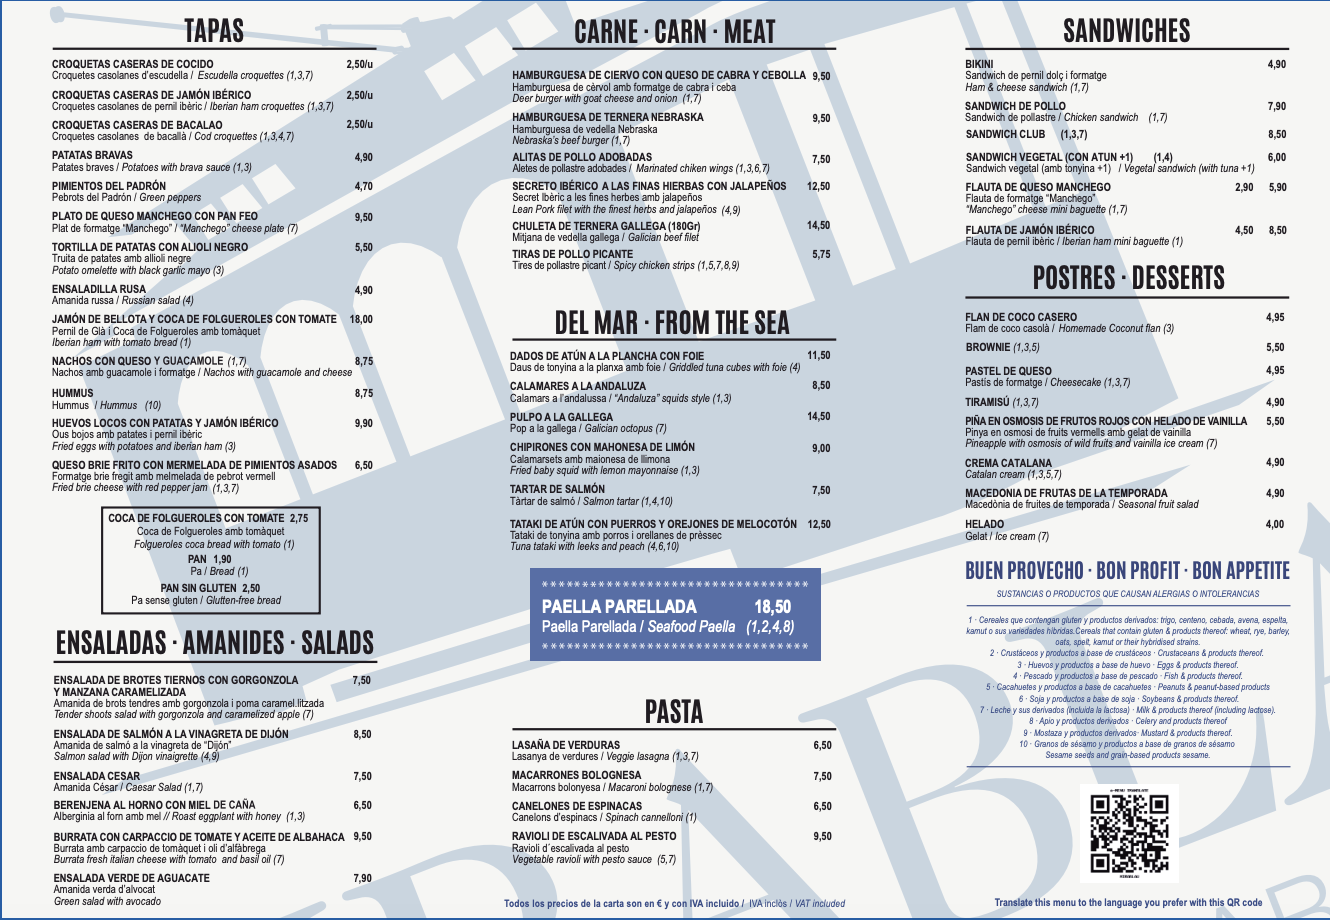 TAPAS
CROQUETAS CASERAS DE COCIDO 2,50/u
Croquetes casolanes d'escudella / Escudella croquettes (1,3,7)
CROQUETAS CASERAS DE JAMÓN IBÉRICO 2,50/u
Croquetes casolanes de pernil ibèric / Iberian ham croquettes (1,3,7)
CROQUETAS CASERAS DE BACALAO 2,50/u
Croquetes casolanes de bacallà / Cod croquettes (1,3,4,7)
PATATAS BRAVAS 4,90
Patates braves / Potatoes with brava sauce (1,3)
PIMIENTOS DEL PADRÓN 4,70
Pebrots del Padrón / Green peppers
PLATO DE QUESO MANCHEGO CON PAN FEO 9,50
Plat de formatge "Manchego" / "Manchego" cheese plate (7)
TORTILLA DE PATATAS CON ALIOLI NEGRO 5,50
Truita de patates amb allioli negre
Potato omelette with black garlic mayo (3)
ENSALADILLA RUSA 4,90
Amanida russa / Russian salad (4)
JAMÓN DE BELLOTA Y COCA DE FOLGUEROLES CON TOMATE 18,00
Pernil de Glà i Coca de Folgueroles amb tomàquet
Iberian ham with tomato bread (1)
NACHOS CON QUESO Y GUACAMOLE (1,7) 8,75
Nachos amb guacamole i formatge / Nachos with guacamole and cheese
HUMMUS 8,75
Hummus / Hummus (10)
HUEVOS LOCOS CON PATATAS Y JAMÓN IBÉRICO 9,90
Ous bojos amb patates i pernil ibèric
Fried eggs with potatoes and iberian ham (3)
QUESO BRIE FRITO CON MERMELADA DE PIMIENTOS ASADOS 6,50
Formatge brie fregit amb melmelada de pebrot vermell
Fried brie cheese with red pepper jam (1,3,7)
COCA DE FOLGUEROLES CON TOMATE 2,75
Coca de Folgueroles amb tomàquet
Folgueroles coca bread with tomato (1)
PAN 1,90
Pa / Bread (1)
PAN SIN GLUTEN 2,50
Pa sense gluten / Glutten-free bread
ENSALADAS · AMANIDES · SALADS
ENSALADA DE BROTES TIERNOS CON GORGONZOLA 7,50
Y MANZANA CARAMELIZADA
Amanida de brots tendres amb gorgonzola i poma caramel.litzada
Tender shoots salad with gorgonzola and caramelized apple (7)
ENSALADA DE SALMÓN A LA VINAGRETA DE DIJÓN 8,50
Amanida de salmó a la vinagreta de "Dijón"
Salmon salad with Dijon vinaigrette (4,9)
ENSALADA CESAR 7,50
Amanida César / Caesar Salad (1,7)
BERENJENA AL HORNO CON MIEL DE CAÑA 6,50
Alberginia al forn amb mel // Roast eggplant with honey (1,3)
BURRATA CON CARPACCIO DE TOMATE Y ACEITE DE ALBAHACA 9,50
Burrata amb carpaccio de tomàquet i oli d'alfàbrega
Burrata fresh italian cheese with tomato and basil oil (7)
ENSALADA VERDE DE AGUACATE 7,90
Amanida verda d'alvocat
Green salad with avocado
CARNE · CARN · MEAT
HAMBURGUESA DE CIERVO CON QUESO DE CABRA Y CEBOLLA 9,50
Hamburguesa de cèrvol amb formatge de cabra i ceba
Deer burger with goat cheese and onion (1,7)
HAMBURGUESA DE TERNERA NEBRASKA 9,50
Hamburguesa de vedella Nebraska
Nebraska's beef burger (1,7)
ALITAS DE POLLO ADOBADAS 7,50
Aletes de pollastre adobades / Marinated chiken wings (1,3,6,7)
SECRETO IBÉRICO A LAS FINAS HIERBAS CON JALAPEÑOS 12,50
Secret Ibèric a les fines herbes amb jalapeños
Lean Pork filet with the finest herbs and jalapeños (4,9)
CHULETA DE TERNERA GALLEGA (180Gr) 14,50
Mitjana de vedella gallega / Galician beef filet
TIRAS DE POLLO PICANTE 5,75
Tires de pollastre picant / Spicy chicken strips (1,5,7,8,9)
DEL MAR · FROM THE SEA
DADOS DE ATÚN A LA PLANCHA CON FOIE 11,50
Daus de tonyina a la planxa amb foie / Griddled tuna cubes with foie (4)
CALAMARES A LA ANDALUZA 8,50
Calamars a l'andalussa / "Andaluza" squids style (1,3)
PULPO A LA GALLEGA 14,50
Pop a la gallega / Galician octopus (7)
CHIPIRONES CON MAHONESA DE LIMÓN 9,00
Calamarsets amb maionesa de llimona
Fried baby squid with lemon mayonnaise (1,3)
TARTAR DE SALMÓN 7,50
Tàrtar de salmó / Salmon tartar (1,4,10)
TATAKI DE ATÚN CON PUERROS Y OREJONES DE MELOCOTÓN 12,50
Tataki de tonyina amb porros i orellanes de prèssec
Tuna tataki with leeks and peach (4,6,10)
***************************
PAELLA PARELLADA 18,50
Paella Parellada / Seafood Paella (1,2,4,8)
***************************
PASTA
LASAÑA DE VERDURAS 6,50
Lasanya de verdures / Veggie lasagna (1,3,7)
MACARRONES BOLOGNESA 7,50
Macarrons bolonyesa / Macaroni bolognese (1,7)
CANELONES DE ESPINACAS 6,50
Canelons d'espinacs / Spinach cannelloni (1)
RAVIOLI DE ESCALIVADA AL PESTO 9,50
Ravioli d´escalivada al pesto
Vegetable ravioli with pesto sauce (5,7)
Todos los precios de la carta son en € y con IVA incluido / IVA inclòs / VAT included
SANDWICHES
BIKINI 4,90
Sandwich de pernil dolç i formatge
Ham & cheese sandwich (1,7)
SANDWICH DE POLLO 7,90
Sandwich de pollastre / Chicken sandwich (1,7)
SANDWICH CLUB (1,3,7) 8,50
SANDWICH VEGETAL (CON ATUN +1) (1,4) 6,00
Sandwich vegetal (amb tonyina +1) / Vegetal sandwich (with tuna +1)
FLAUTA DE QUESO MANCHEGO 2,90 5,90
Flauta de formatge "Manchego"
"Manchego" cheese mini baguette (1,7)
FLAUTA DE JAMÓN IBÉRICO 4,50 8,50
Flauta de pernil ibèric / Iberian ham mini baguette (1)
POSTRES · DESSERTS
FLAN DE COCO CASERO 4,95
Flam de coco casolà / Homemade Coconut flan (3)
BROWNIE (1,3,5) 5,50
PASTEL DE QUESO 4,95
Pastís de formatge / Cheesecake (1,3,7)
TIRAMISÚ (1,3,7) 4,90
PIÑA EN OSMOSIS DE FRUTOS ROJOS CON HELADO DE VAINILLA 5,50
Pinya en osmosi de fruits vermells amb gelat de vainilla
Pineapple with osmosis of wild fruits and vainilla ice cream (7)
CREMA CATALANA 4,90
Catalan cream (1,3,5,7)
MACEDONIA DE FRUTAS DE LA TEMPORADA 4,90
Macedònia de fruites de temporada / Seasonal fruit salad
HELADO 4,00
Gelat / Ice cream (7)
BUEN PROVECHO · BON PROFIT · BON APPETITE
SUSTANCIAS O PRODUCTOS QUE CAUSAN ALERGIAS O INTOLERANCIAS
1 · Cereales que contengan gluten y productos derivados: trigo, centeno, cebada, avena, espelta,
kamut o sus variedades híbridas.Cereals that contain gluten & products thereof: wheat, rye, barley,
oats, spelt, kamut or their hybridised strains.
2 · Crustáceos y productos a base de crustáceos · Crustaceans & products thereof.
3 · Huevos y productos a base de huevo · Eggs & products thereof.
4 · Pescado y productos a base de pescado · Fish & products thereof.
5 · Cacahuetes y productos a base de cacahuetes · Peanuts & peanut-based products
6 · Soja y productos a base de soja · Soybeans & products thereof.
7 · Leche y sus derivados (incluida la lactosa) · Milk & products thereof (including lactose).
8 · Apio y productos derivados · Celery and products thereof
9 · Mostaza y productos derivados· Mustard & products thereof.
10 · Granos de sésamo y productos a base de granos de sésamo
Sesame seeds and grain-based products sesame.
Translate this menu to the language you prefer with this QR code